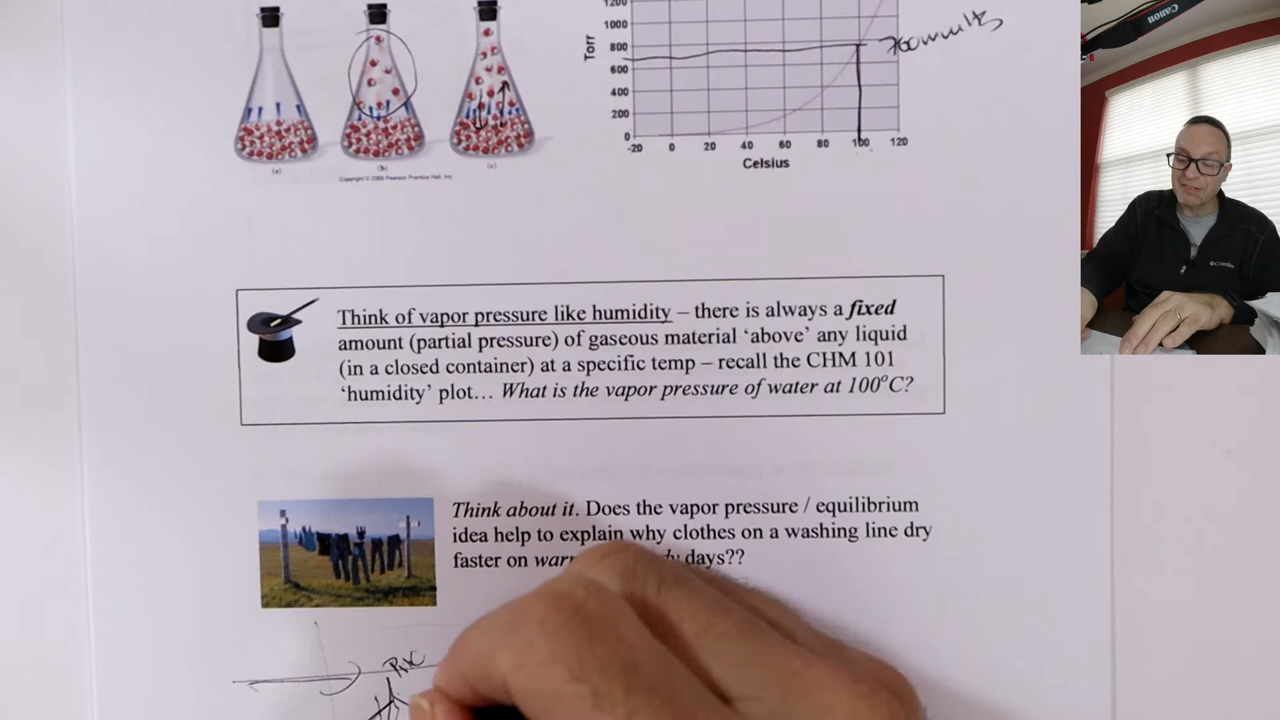 Canon
Columbia
1200
1000
800
600
400
200
0
Torr
-20 0 20 40 60 80 100 120
Celsius
760mmHg
(a) (b) (c)
Copyright © 2008 Pearson Prentice Hall, Inc.
Think of vapor pressure like humidity – there is always a fixed
amount (partial pressure) of gaseous material ‘above’ any liquid
(in a closed container) at a specific temp – recall the CHM 101
‘humidity’ plot… What is the vapor pressure of water at 100°C?
Think about it. Does the vapor pressure / equilibrium
idea help to explain why clothes on a washing line dry
faster on days??